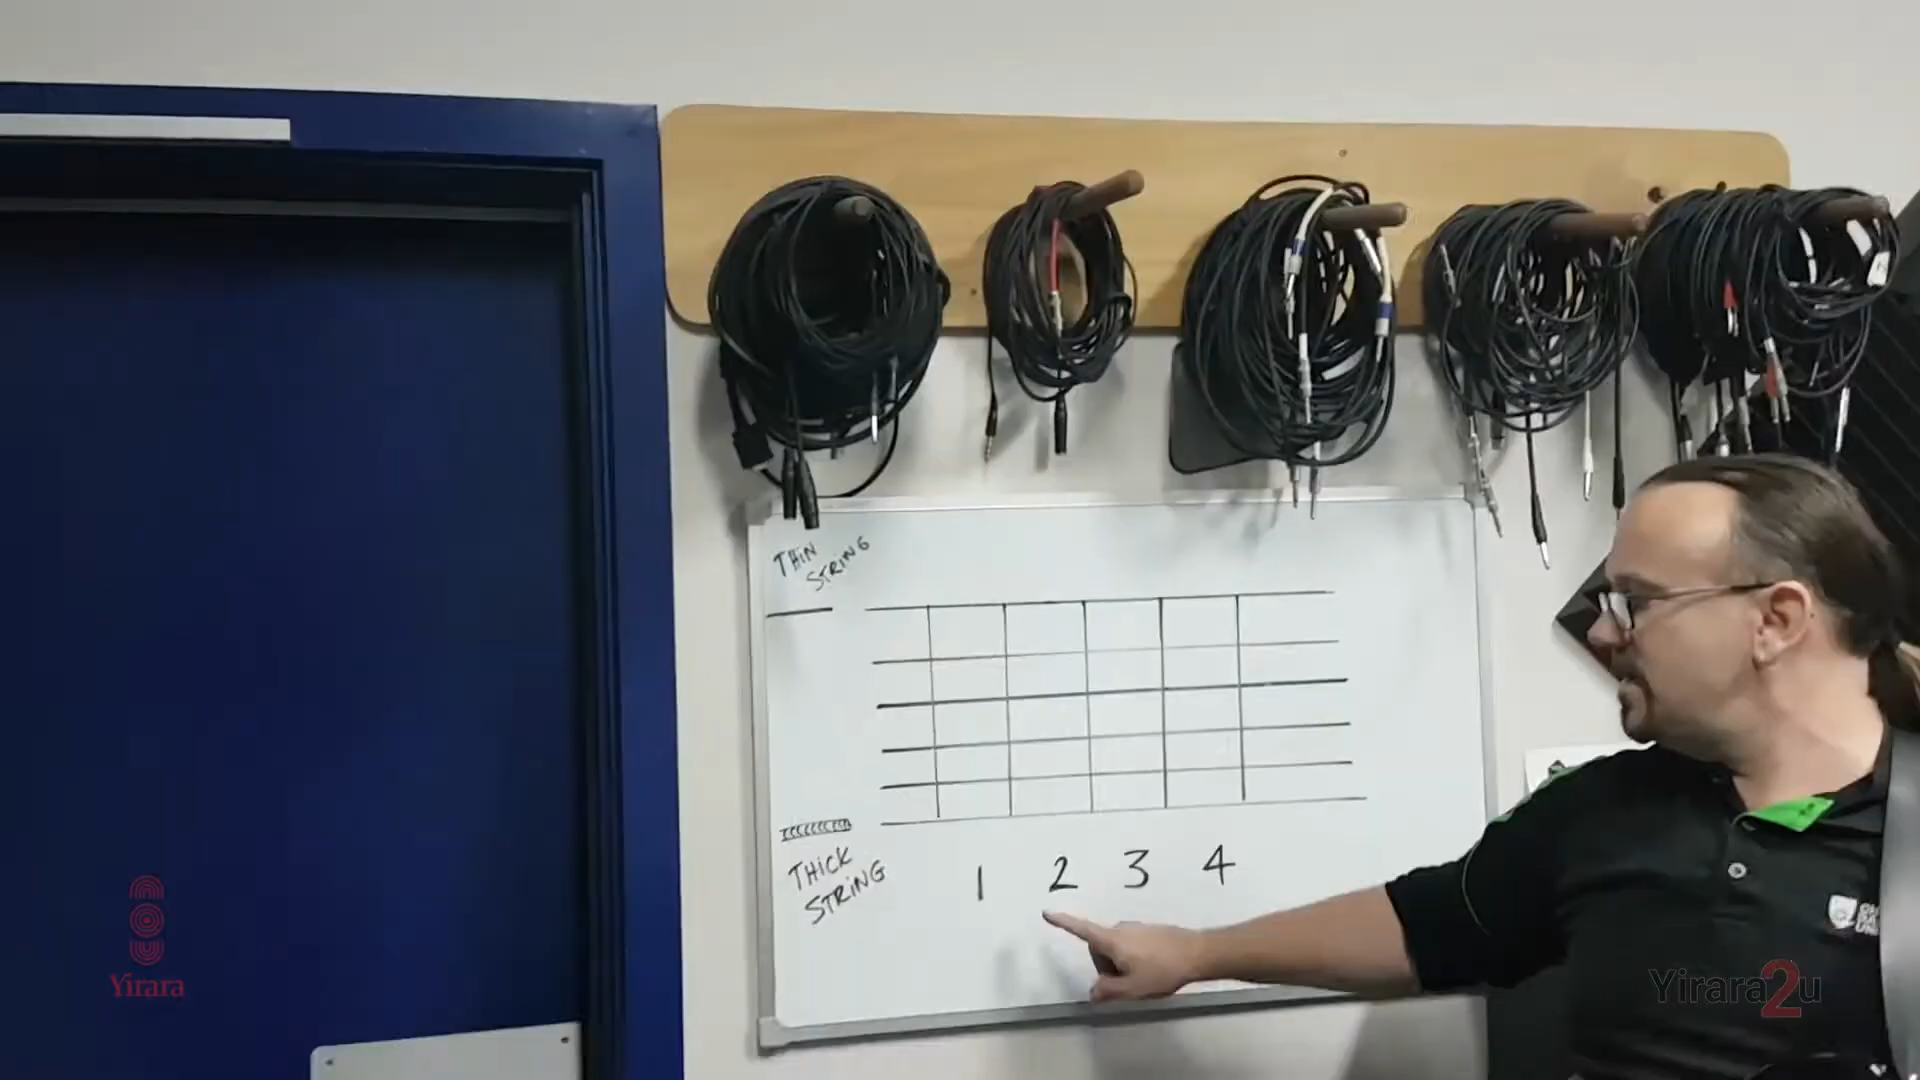 THIN
STRING
THICK
STRING
1 2 3 4
Yirara
Yirara2u